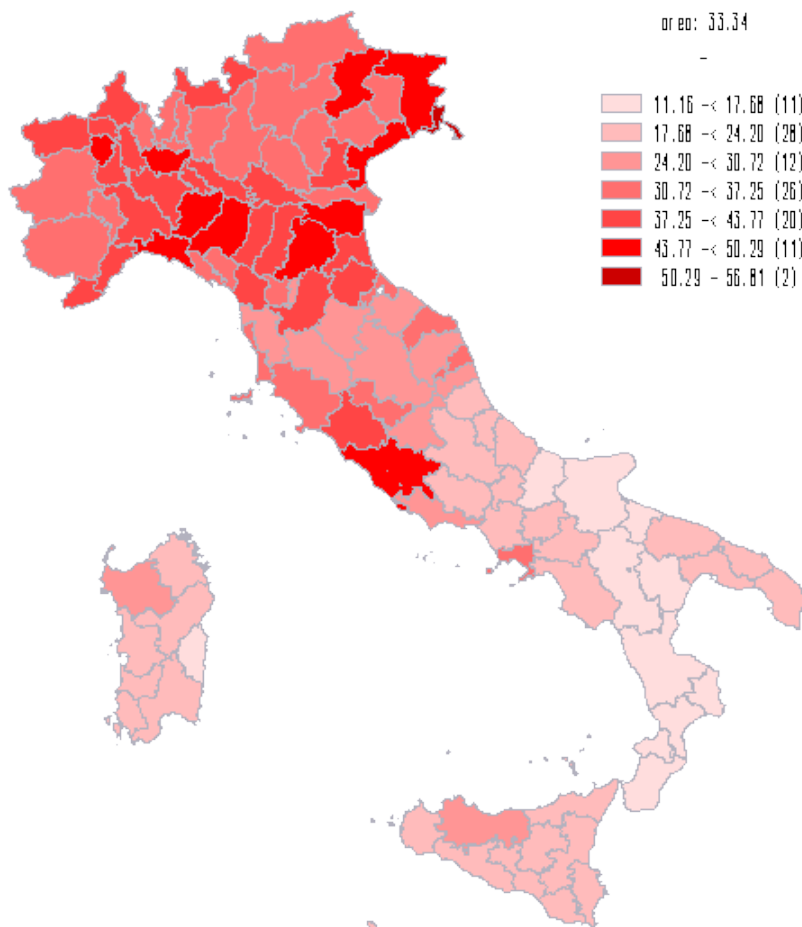 area: 33.34
-
11.16 -< 17.68 (11)
17.68 -< 24.20 (28)
24.20 -< 30.72 (12)
30.72 -< 37.25 (26)
37.25 -< 43.77 (20)
43.77 -< 50.29 (11)
50.29 - 56.81 (2)